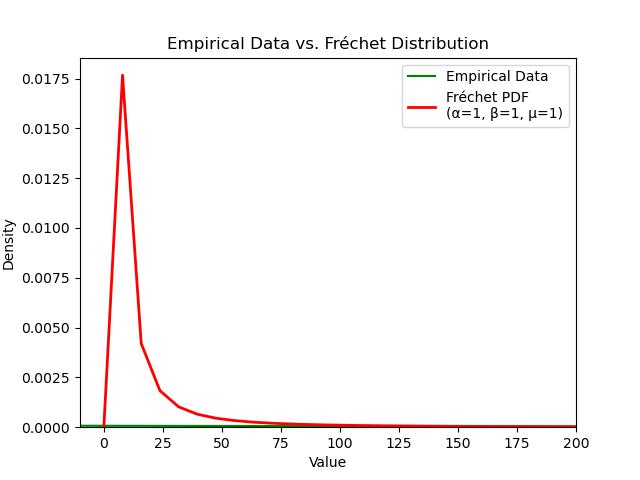 Empirical Data vs. Fréchet Distribution
Empirical Data
Fréchet PDF
(α=1, β=1, μ=1)
Density
0.0175
0.0150
0.0125
0.0100
0.0075
0.0050
0.0025
0.0000
0 25 50 75 100 125 150 175 200
Value